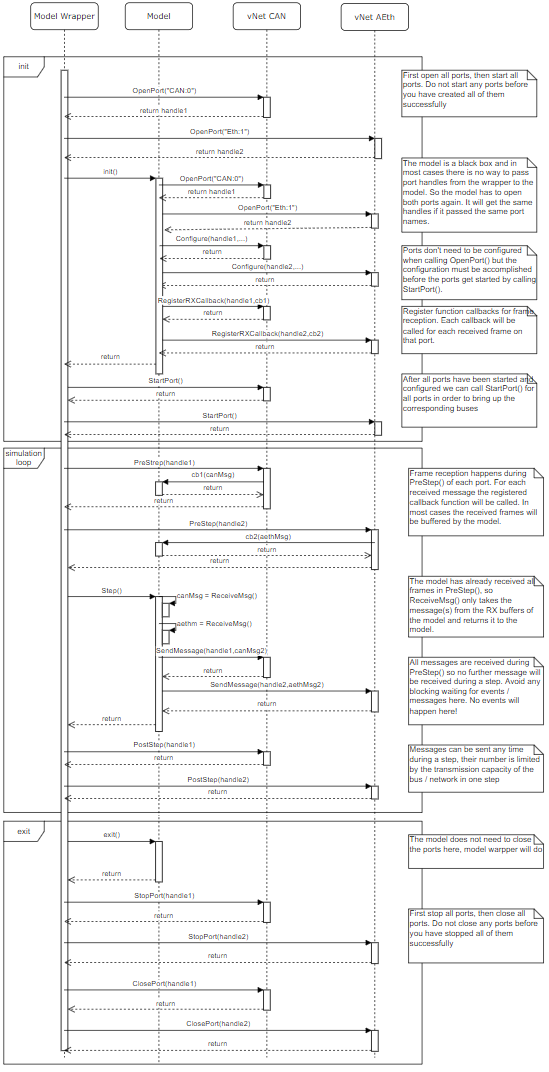 Model Wrapper
Model
vNet CAN
vNet AEth
init
First open all ports, then start all
ports. Do not start any ports before
you have created all of them
successfully
OpenPort("CAN:0")
return handle1
OpenPort("Eth:1")
return handle2
The model is a black box and in
most cases there is no way to pass
port handles from the wrapper to the
model. So the model has to open
both ports again. It will get the same
handles if it passed the same port
names.
init()
OpenPort("CAN:0")
return handle1
OpenPort("Eth:1")
return handle2
Configure(handle1,...)
return
Ports don't need to be configured
when calling OpenPort() but the
configuration must be accomplished
before the ports get started by calling
StartPort().
Configure(handle2,...)
return
RegisterRXCallback(handle1,cb1)
return
Register function callbacks for frame
reception. Each callback will be
called for each received frame on
that port.
RegisterRXCallback(handle2,cb2)
return
return
StartPort()
return
After all ports have been started and
configured we can call StartPort() for
all ports in order to bring up the
corresponding buses
StartPort()
return
simulation
loop
PreStrep(handle1)
cb1(canMsg)
return
return
Frame reception happens during
PreStep() of each port. For each
received message the registered
callback function will be called. In
most cases the received frames will
be buffered by the model.
PreStep(handle2)
cb2(aethMsg)
return
return
Step()
canMsg = ReceiveMsg()
aethm = ReceiveMsg()
The model has already received all
frames in PreStep(), so
ReceiveMsg() only takes the
message(s) from the RX buffers of
the model and returns it to the
model.
SendMessage(handle1,canMsg2)
return
SendMessage(handle2,aethMsg2)
return
return
All messages are received during
PreStep() so no further message will
be received during a step. Avoid any
blocking waiting for events /
messages here. No events will
happen here!
PostStep(handle1)
return
Messages can be sent any time
during a step, their number is limited
by the transmission capacity of the
bus / network in one step
PostStep(handle2)
return
exit
exit()
return
The model does not need to close
the ports here, model warpper will do
StopPort(handle1)
return
First stop all ports, then close all
ports. Do not close any ports before
you have stopped all of them
successfully
StopPort(handle2)
return
ClosePort(handle1)
return
ClosePort(handle2)
return